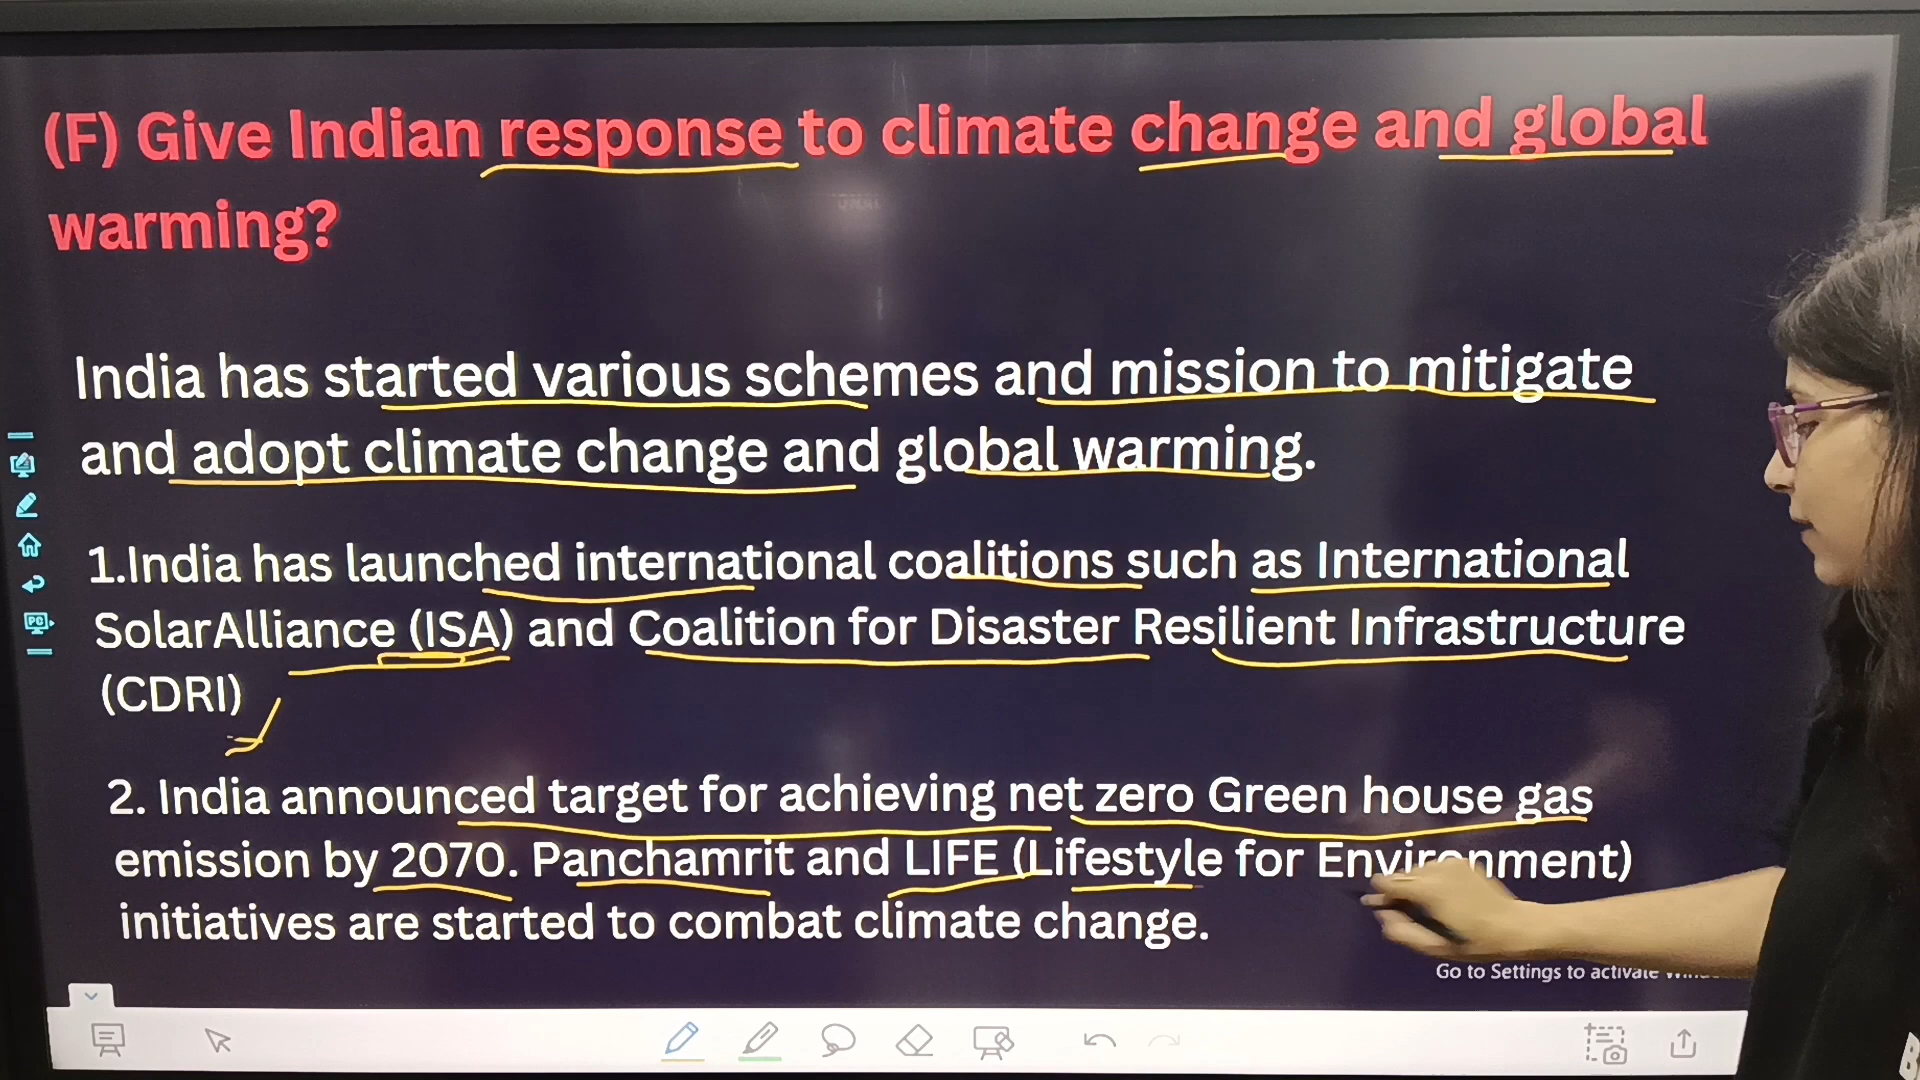 (F) Give Indian response to climate change and global
warming?
India has started various schemes and mission to mitigate
and adopt climate change and global warming.
1.India has launched international coalitions such as International
SolarAlliance (ISA) and Coalition for Disaster Resilient Infrastructure
(CDRI)
2. India announced target for achieving net zero Green house gas
emission by 2070. Panchamrit and LIFE (Lifestyle for Environment)
initiatives are started to combat climate change.
Go to Settings to activate
PC
B